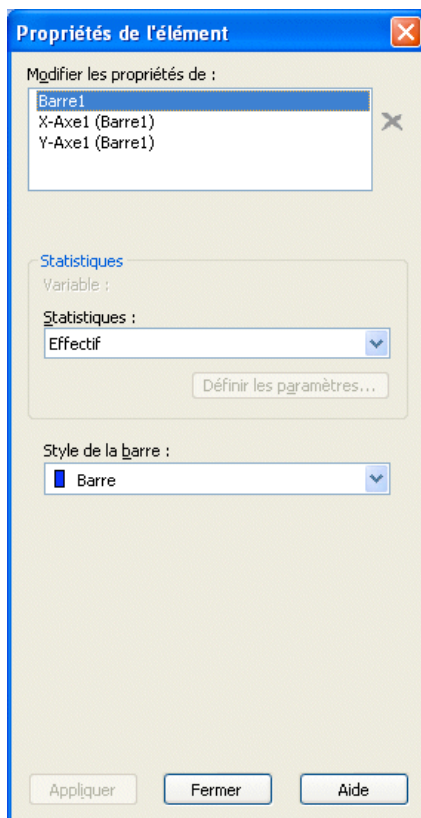 Propriétés de l'élément
Modifier les propriétés de :
Barre1
X-Axe1 (Barre1)
Y-Axe1 (Barre1)
Statistiques
Variable :
Statistiques :
Effectif
Définir les paramètres...
Style de la barre :
Barre
Appliquer Fermer Aide